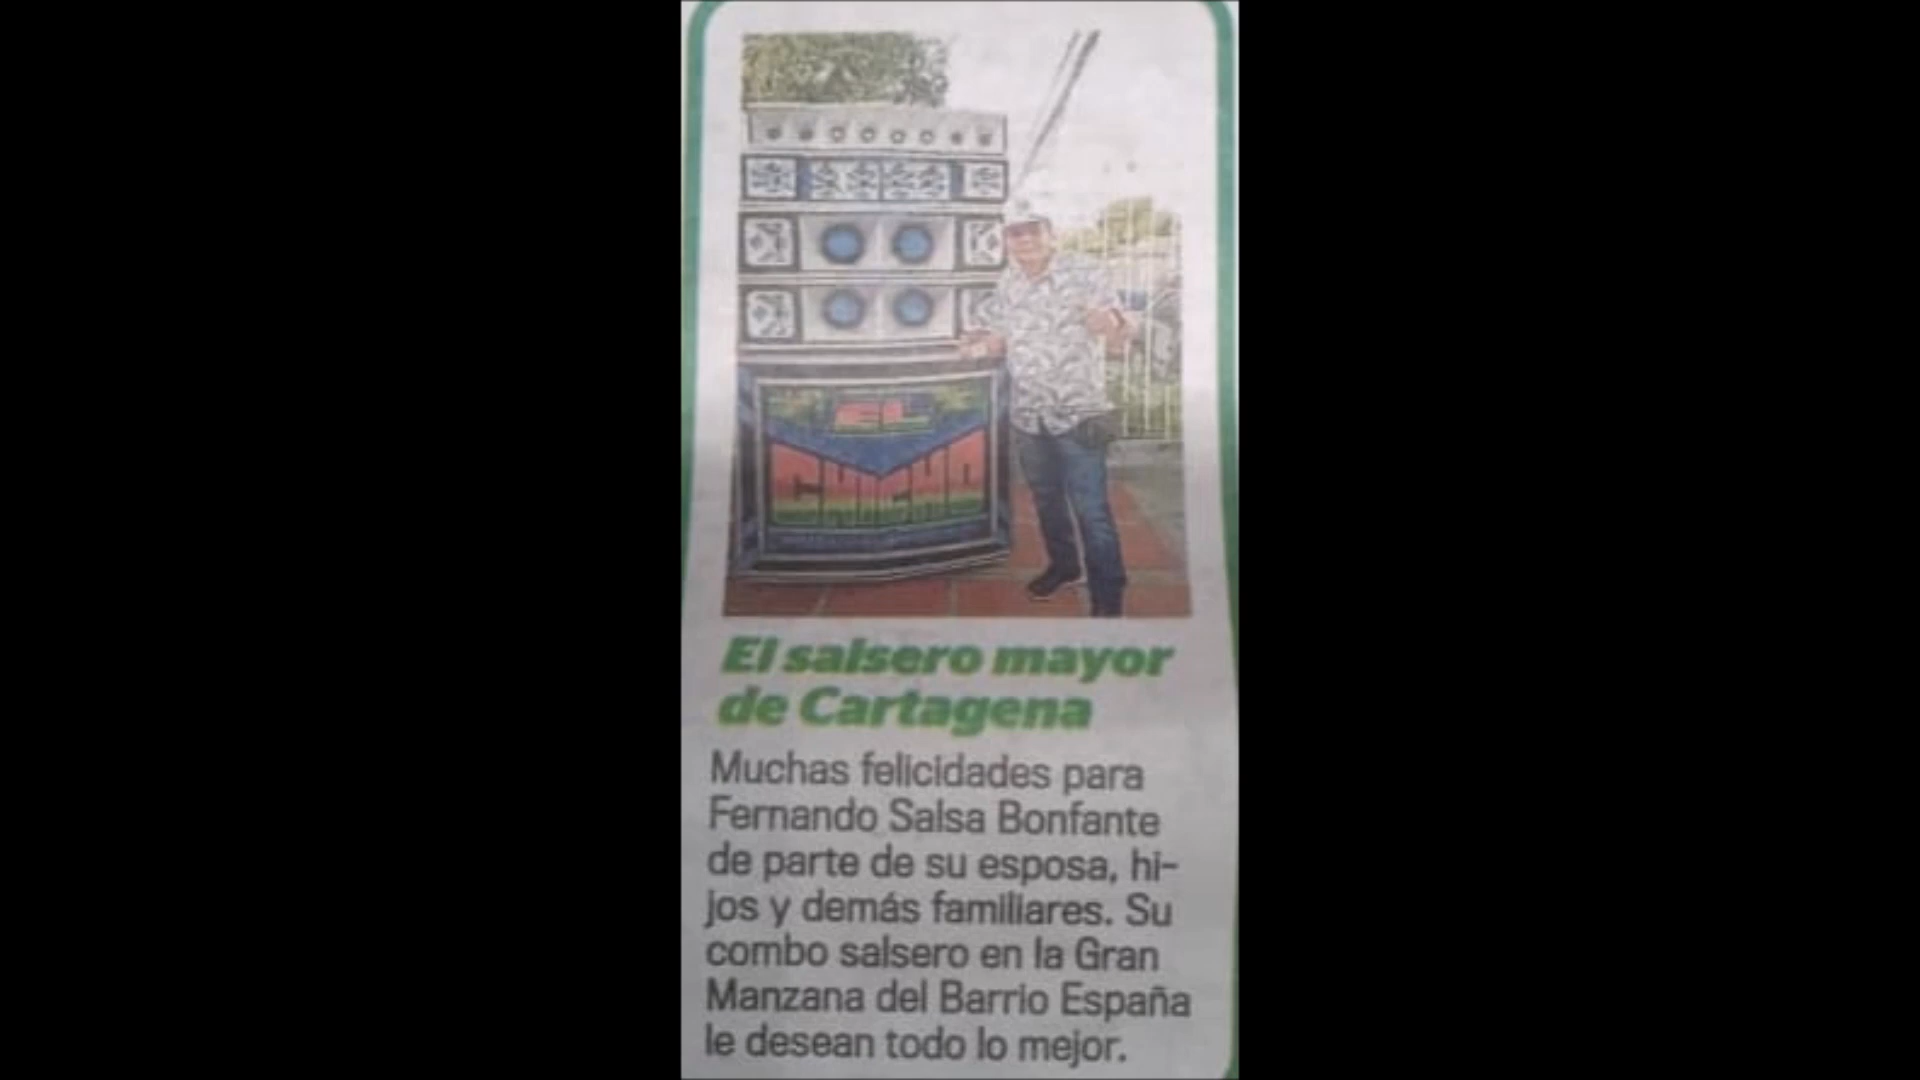 EL
El salsero mayor
de Cartagena
Muchas felicidades para
Fernando Salsa Bonfante
de parte de su esposa, hi-
jos y demás familiares. Su
combo salsero en la Gran
Manzana del Barrio España
le desean todo lo mejor.